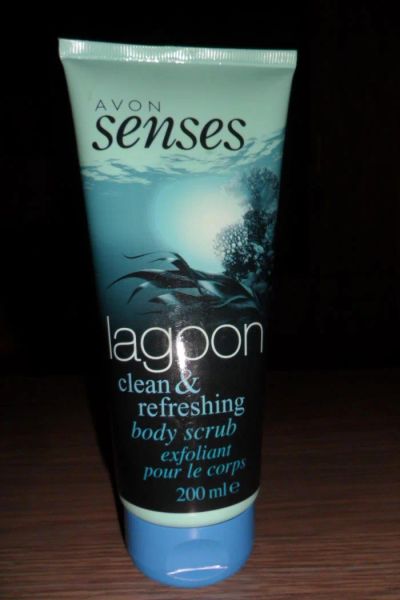 AVON
senses
lagoon
clean &
refreshing
body scrub
exfoliant
pour le corps
200 ml e